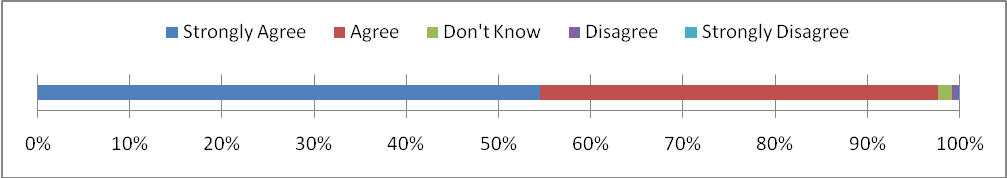 Strongly Agree Agree Don't Know Disagree Strongly Disagree
0% 10% 20% 30% 40% 50% 60% 70% 80% 90% 100%